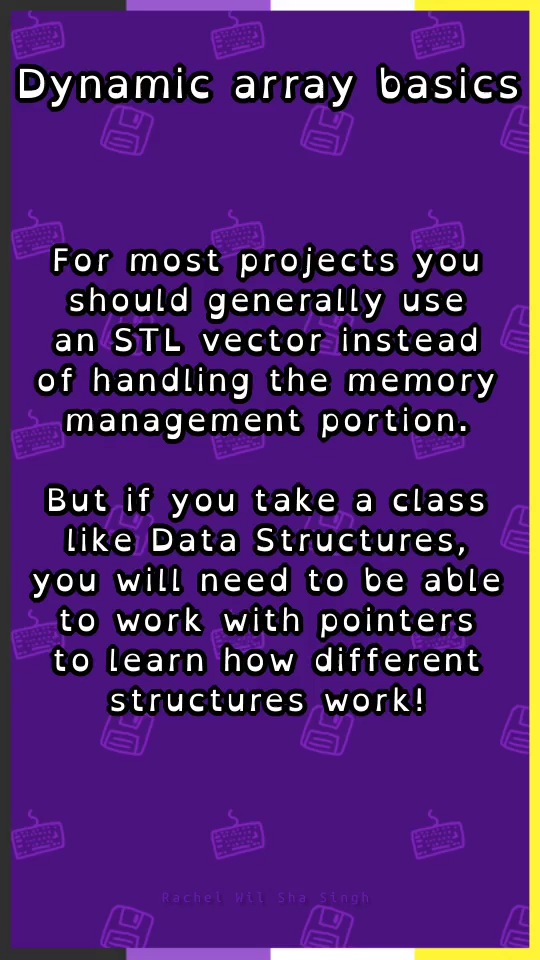 Dynamic array basics
For most projects you
should generally use
an STL vector instead
of handling the memory
management portion.
But if you take a class
like Data Structures,
you will need to be able
to work with pointers
to learn how different
structures work!
Rachel Wil Sha Singh